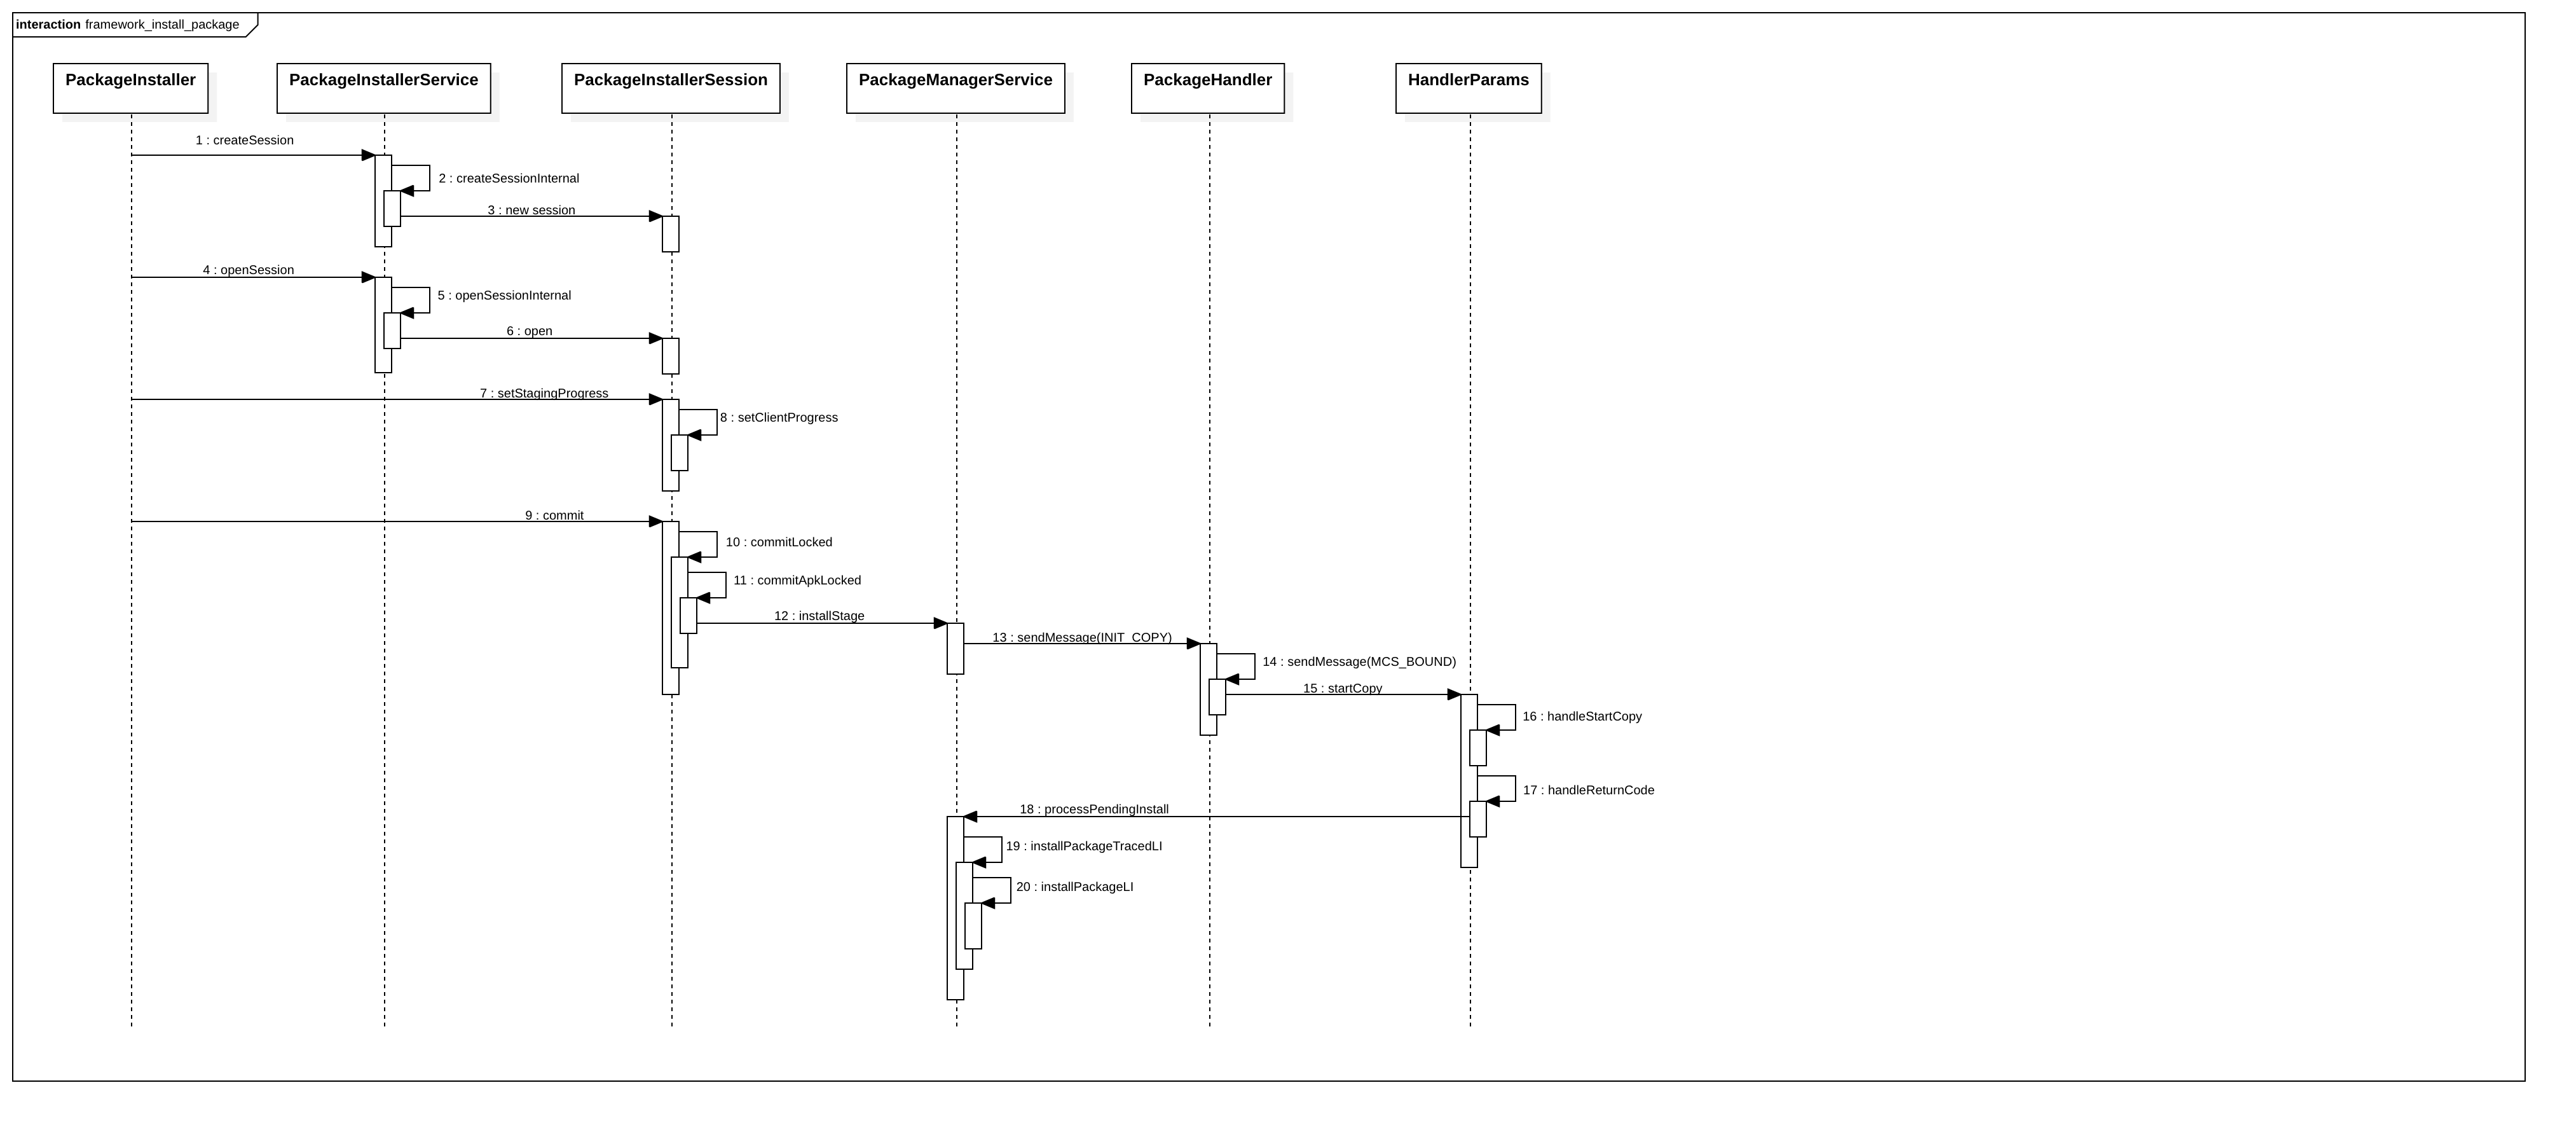 interaction framework_install_package
PackageInstaller
PackageInstallerService
PackageInstallerSession
PackageManagerService
PackageHandler
HandlerParams
1 : createSession
2 : createSessionInternal
3 : new session
4 : openSession
5 : openSessionInternal
6 : open
7 : setStagingProgress
8 : setClientProgress
9 : commit
10 : commitLocked
11 : commitApkLocked
12 : installStage
13 : sendMessage(INIT_COPY)
14 : sendMessage(MCS_BOUND)
15 : startCopy
16 : handleStartCopy
17 : handleReturnCode
18 : processPendingInstall
19 : installPackageTracedLI
20 : installPackageLI